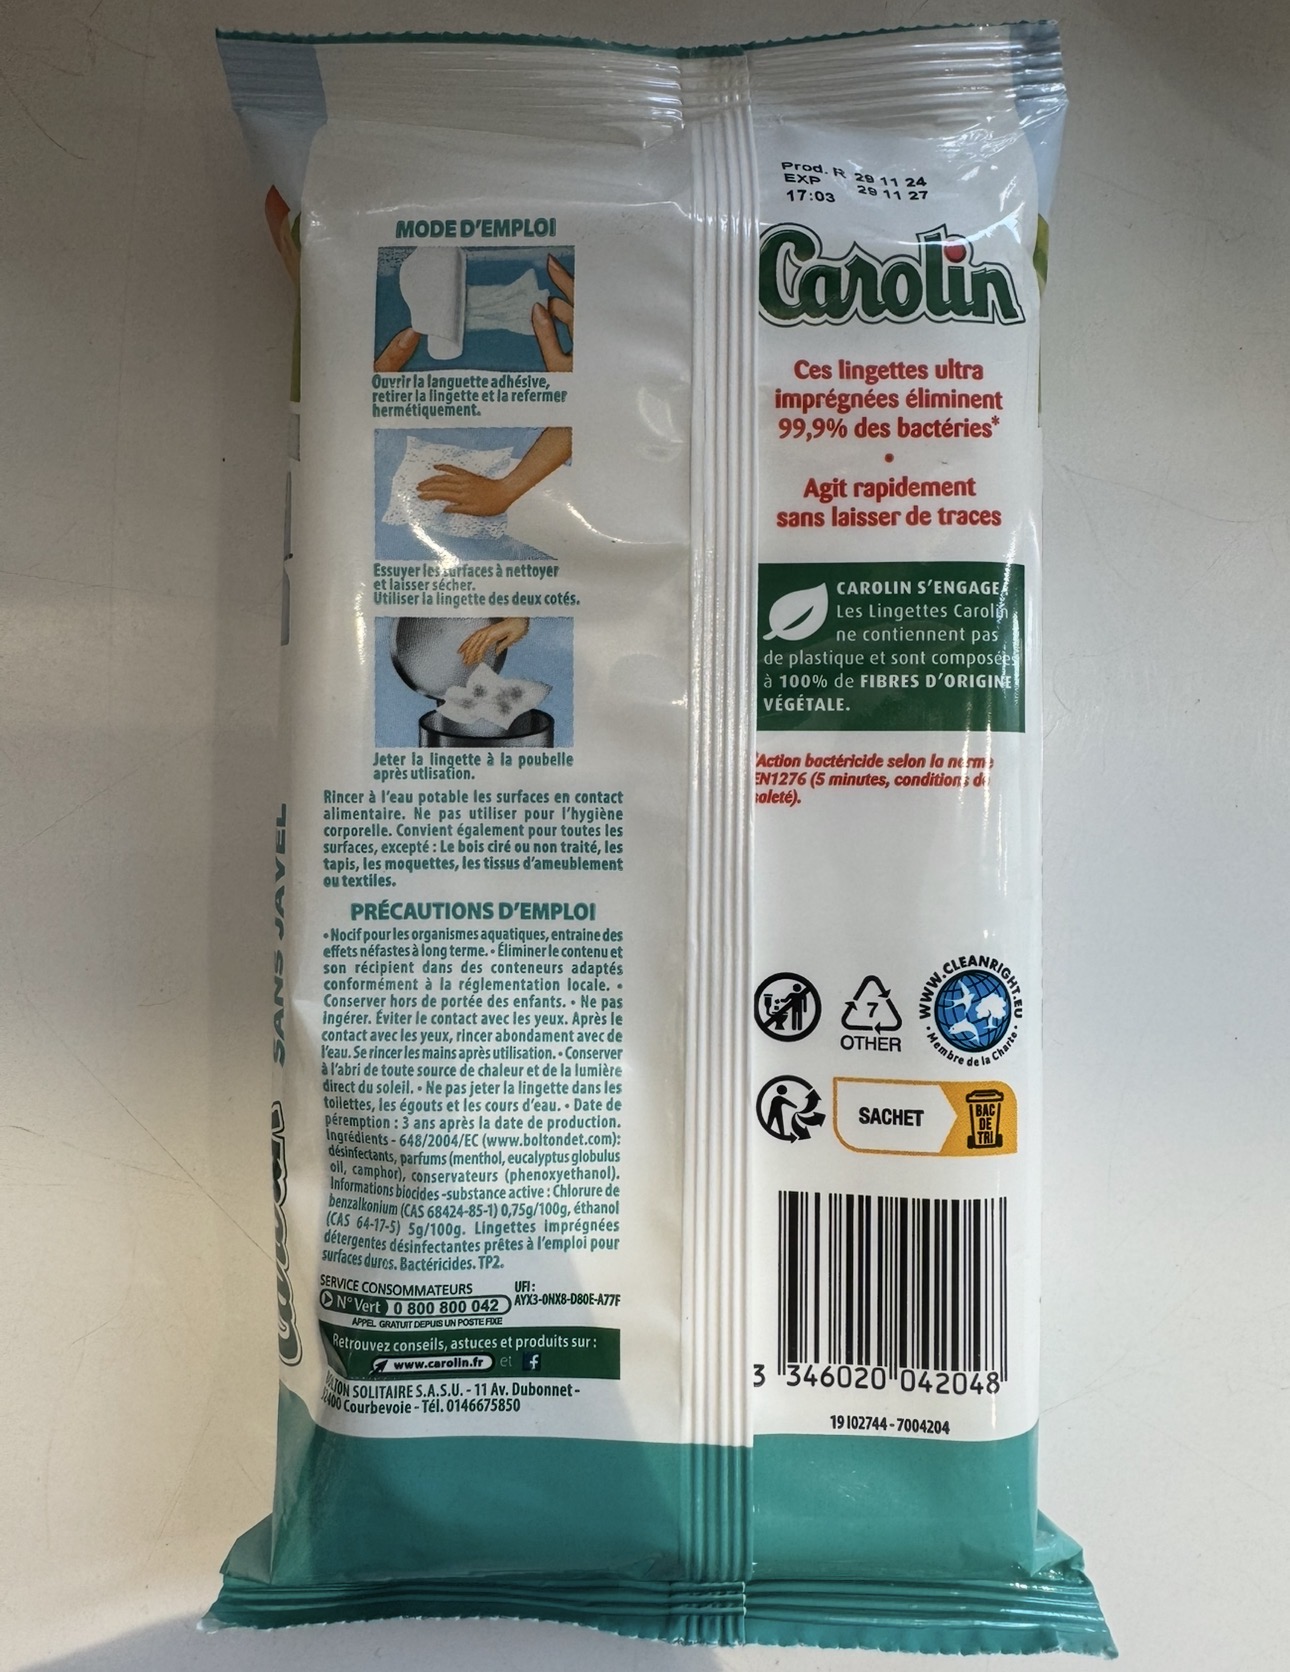 MODE D'EMPLOI
Ouvrir la languette adhésive,
retirer la lingette et la refermer
hermétiquement.
Essuyer les surfaces à nettoyer
et laisser sécher.
Utiliser la lingette des deux cotés.
Jeter la lingette à la poubelle
après utlisation.
Rincer à l'eau potable les surfaces en contact
alimentaire. Ne pas utiliser pour l'hygiène
corporelle. Convient également pour toutes les
surfaces, excepté : Le bois ciré ou non traité, les
tapis, les moquettes, les tissus d'ameublement
ou textiles.
PRÉCAUTIONS D'EMPLOI
• Nocif pour les organismes aquatiques, entraine des
effets néfastes à long terme. • Éliminer le contenu et
son récipient dans des conteneurs adaptés
conformément à la réglementation locale. •
Conserver hors de portée des enfants. • Ne pas
ingérer. Éviter le contact avec les yeux. Après le
contact avec les yeux, rincer abondament avec de
l'eau. Se rincer les mains après utilisation. • Conserver
à l'abri de toute source de chaleur et de la lumière
direct du soleil. • Ne pas jeter la lingette dans les
toilettes, les égouts et les cours d'eau. • Date de
péremption : 3 ans après la date de production.
Ingrédients - 648/2004/EC (www.boltondet.com):
désinfectants, parfums (menthol, eucalyptus globulus
oil, camphor), conservateurs (phenoxyethanol).
Informations biocides -substance active : Chlorure de
benzalkonium (CAS 68424-85-1) 0,75g/100g, éthanol
(CAS 64-17-5) 5g/100g. Lingettes imprégnées
détergentes désinfectantes prêtes à l'emploi pour
surfaces dures. Bactéricides. TP2.
SERVICE CONSOMMATEURS
N° Vert 0 800 800 042
APPEL GRATUIT DEPUIS UN POSTE FIXE
UFI :
AYX3-0NX8-D80E-A77F
Retrouvez conseils, astuces et produits sur :
www.carolin.fr et f
BOLTON SOLITAIRE S.A.S.U. - 11 Av. Dubonnet -
92400 Courbevoie - Tél. 0146675850
SANS JAVEL
Prod. R 29 11 24
EXP 29 11 27
17:03
Carolin
Ces lingettes ultra
imprégnées éliminent
99,9% des bactéries*
•
Agit rapidement
sans laisser de traces
CAROLIN S'ENGAGE
Les Lingettes Carolin
ne contiennent pas
de plastique et sont composées
à 100% de FIBRES D'ORIGINE
VÉGÉTALE.
*Action bactéricide selon la norme
EN1276 (5 minutes, conditions de
saleté).
7
OTHER
WWW.CLEANRIGHT.EU
• Membre de la Charte •
SACHET
BAC
DE
TRI
3 346020 042048
19I02744-7004204